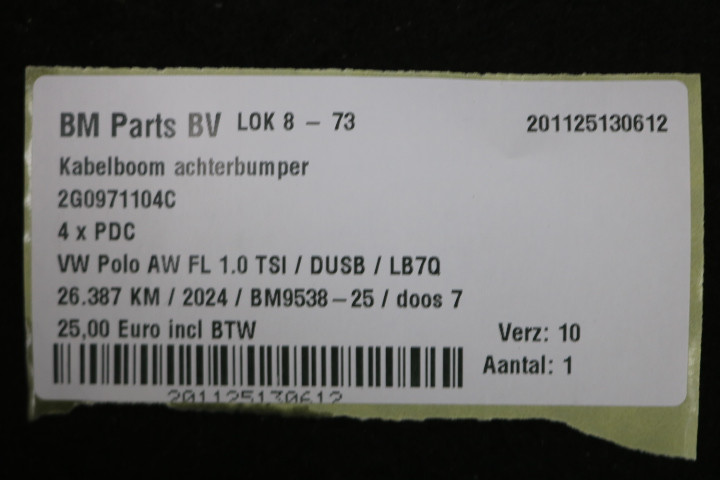 BM Parts BV LOK 8 - 73 201125130612
Kabelboom achterbumper
2G0971104C
4 x PDC
VW Polo AW FL 1.0 TSI / DUSB / LB7Q
26.387 KM / 2024 / BM9538-25 / doos 7
25,00 Euro incl BTW Verz: 10
Aantal: 1
201125130612